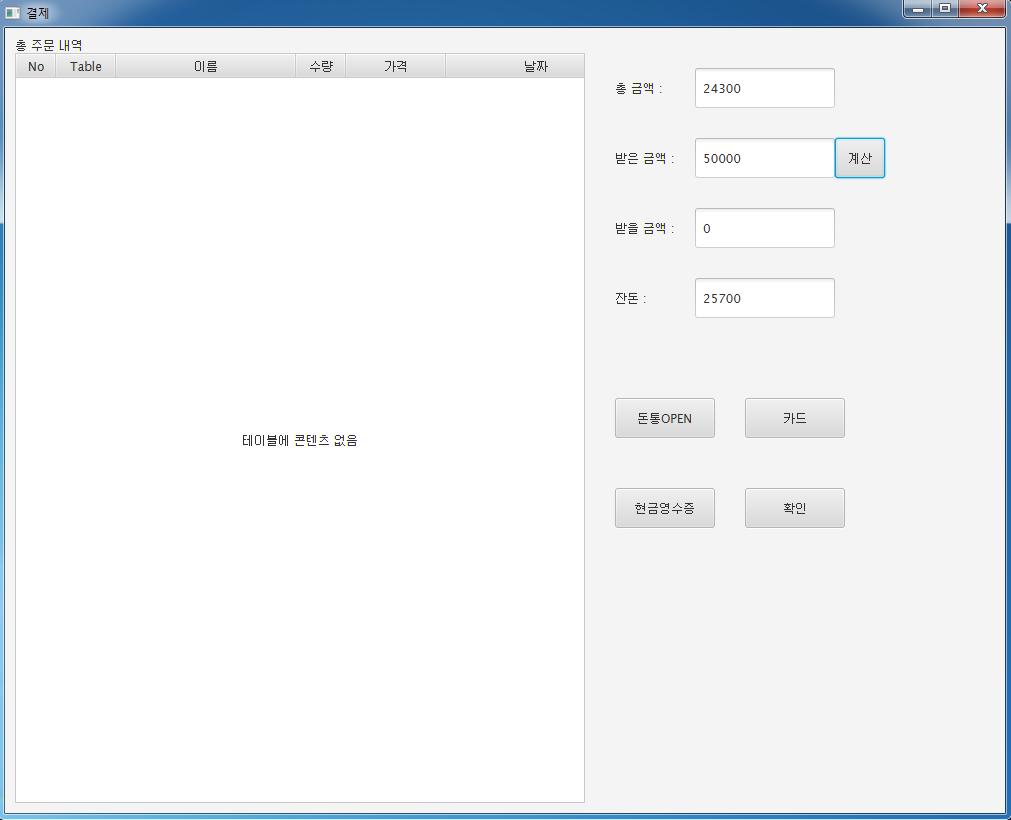 결제
총 주문 내역
No Table 이름 수량 가격 날짜
테이블에 콘텐츠 없음
총 금액 : 24300
받은 금액 : 50000 계산
받을 금액 : 0
잔돈 : 25700
돈통OPEN 카드
현금영수증 확인